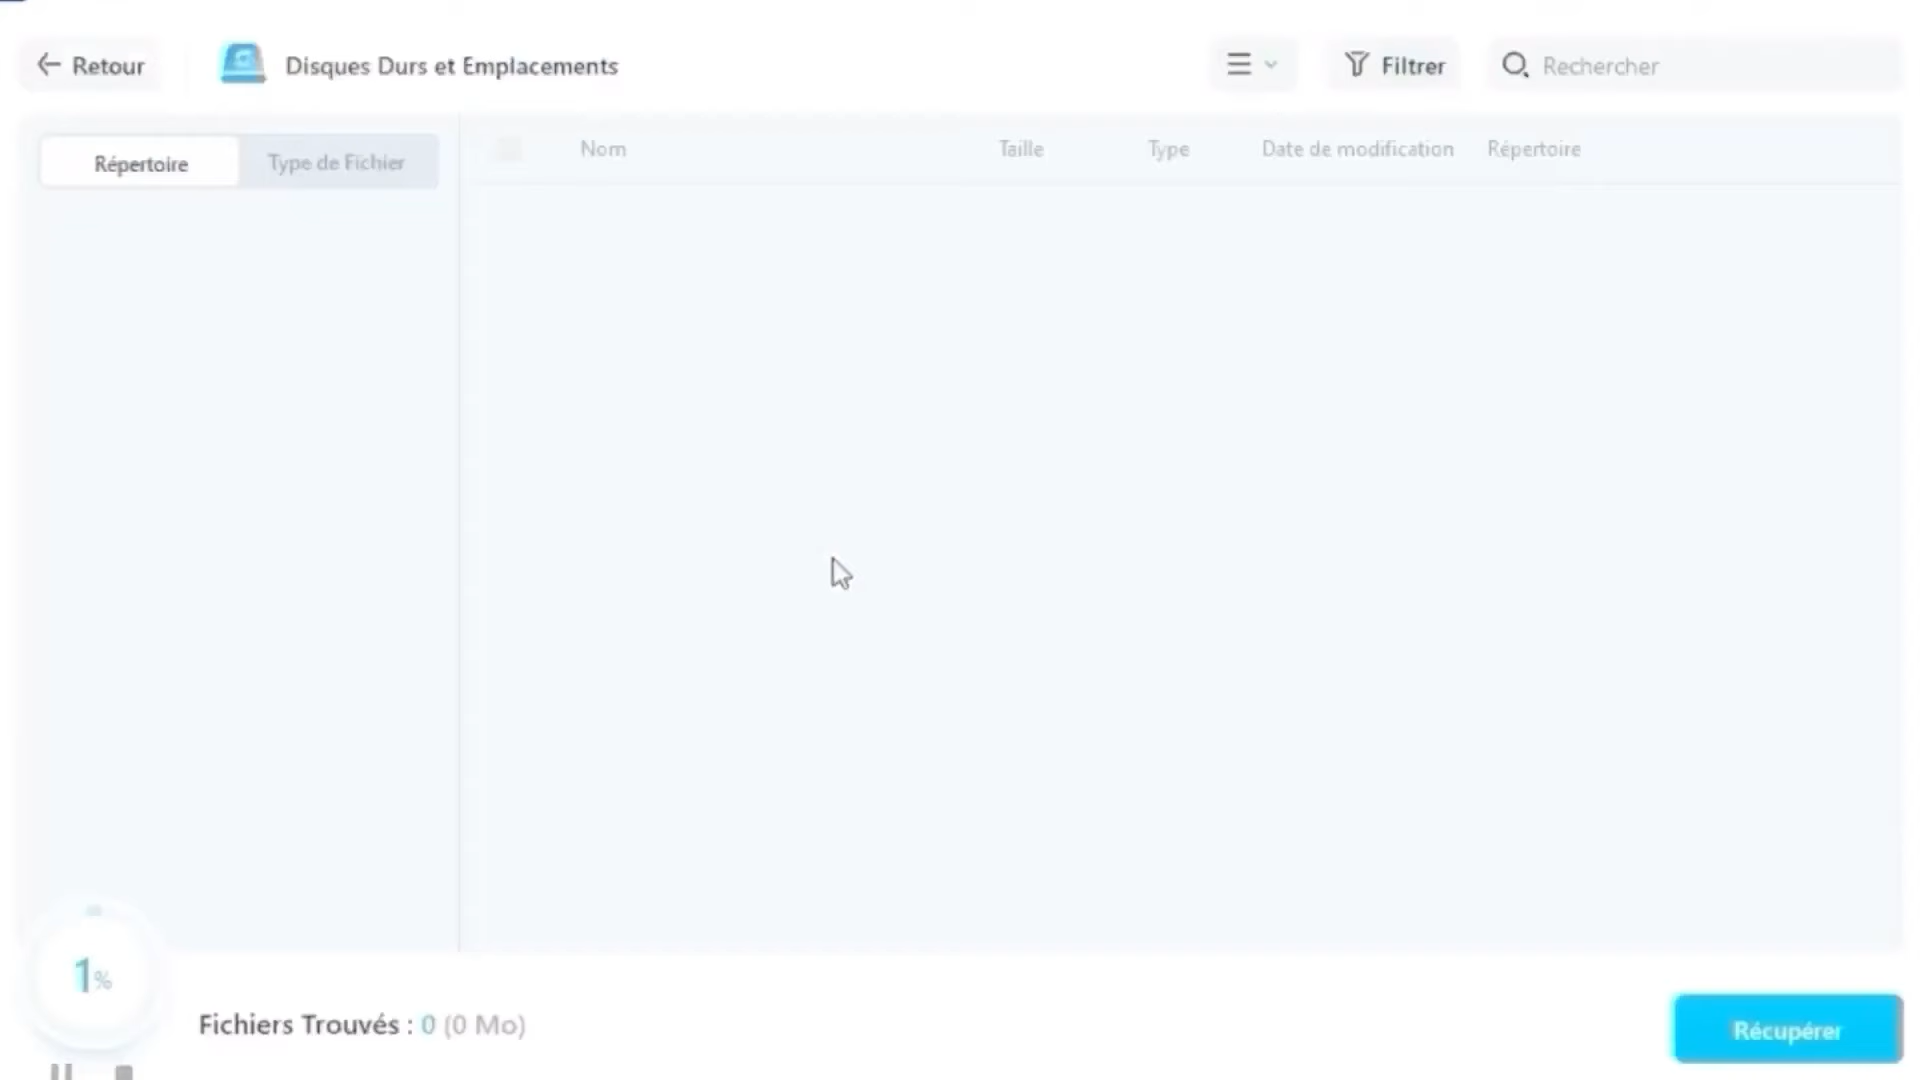 Retour
Disques Durs et Emplacements
Filtrer
Rechercher
Répertoire
Type de Fichier
Nom
Taille
Type
Date de modification
Répertoire
1%
Fichiers Trouvés : 0 (0 Mo)
Récupérer